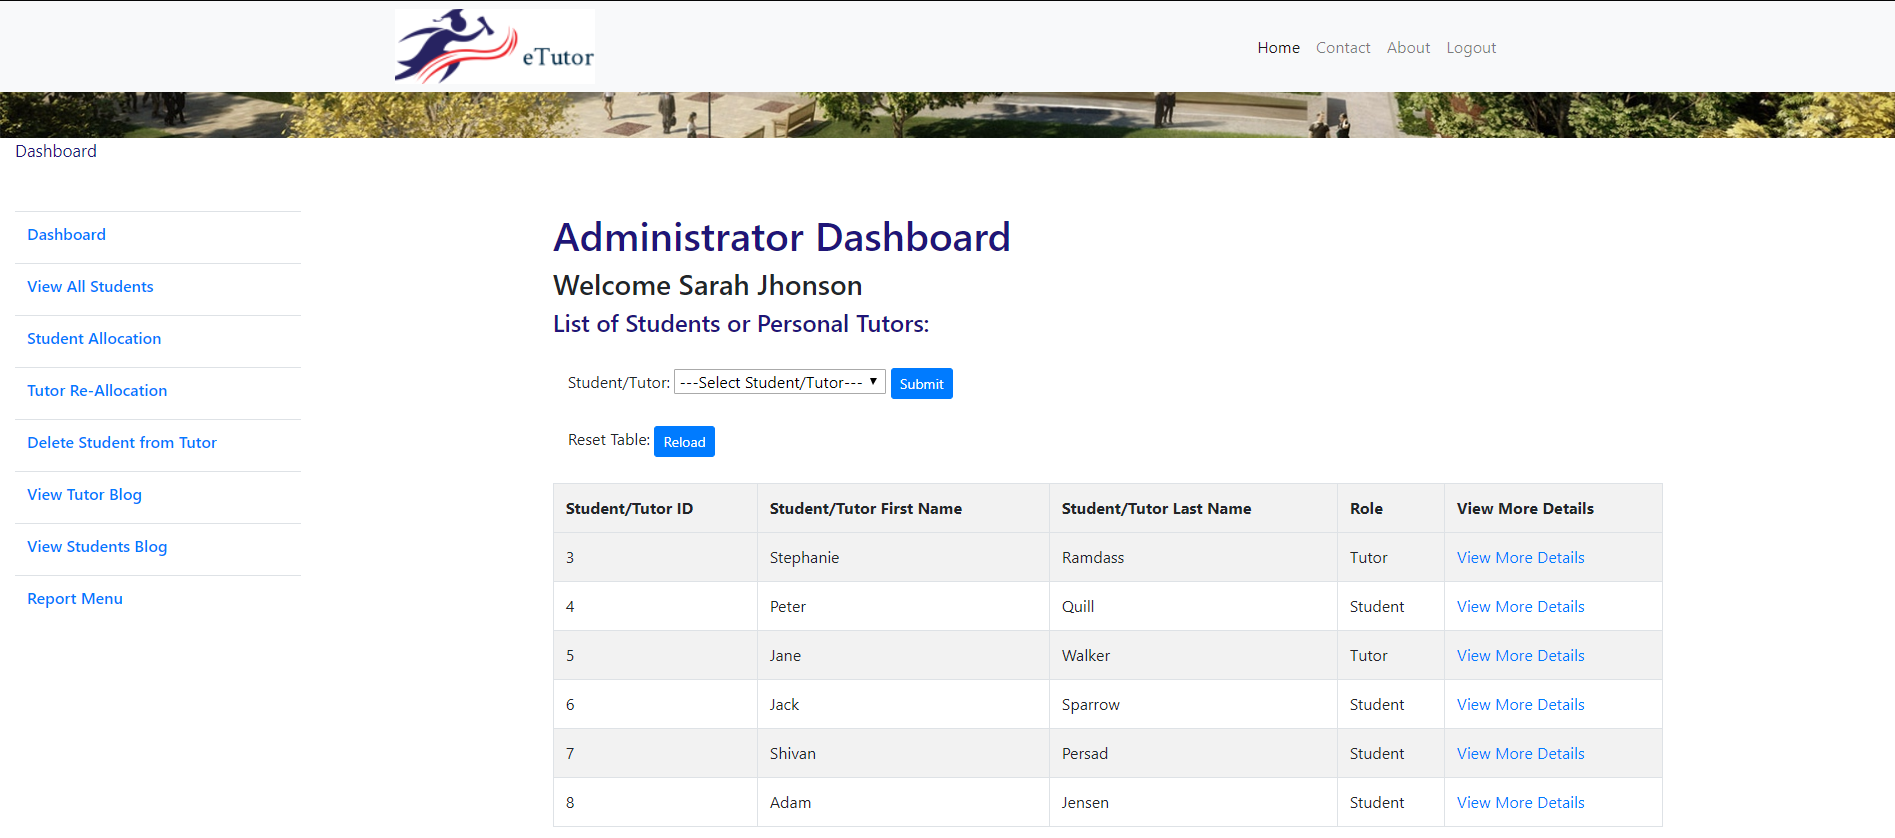 eTutor
Home Contact About Logout
Dashboard
Dashboard
View All Students
Student Allocation
Tutor Re-Allocation
Delete Student from Tutor
View Tutor Blog
View Students Blog
Report Menu
Administrator Dashboard
Welcome Sarah Jhonson
List of Students or Personal Tutors:
Student/Tutor: ---Select Student/Tutor--- Submit
Reset Table: Reload
Student/Tutor ID Student/Tutor First Name Student/Tutor Last Name Role View More Details
3 Stephanie Ramdass Tutor View More Details
4 Peter Quill Student View More Details
5 Jane Walker Tutor View More Details
6 Jack Sparrow Student View More Details
7 Shivan Persad Student View More Details
8 Adam Jensen Student View More Details